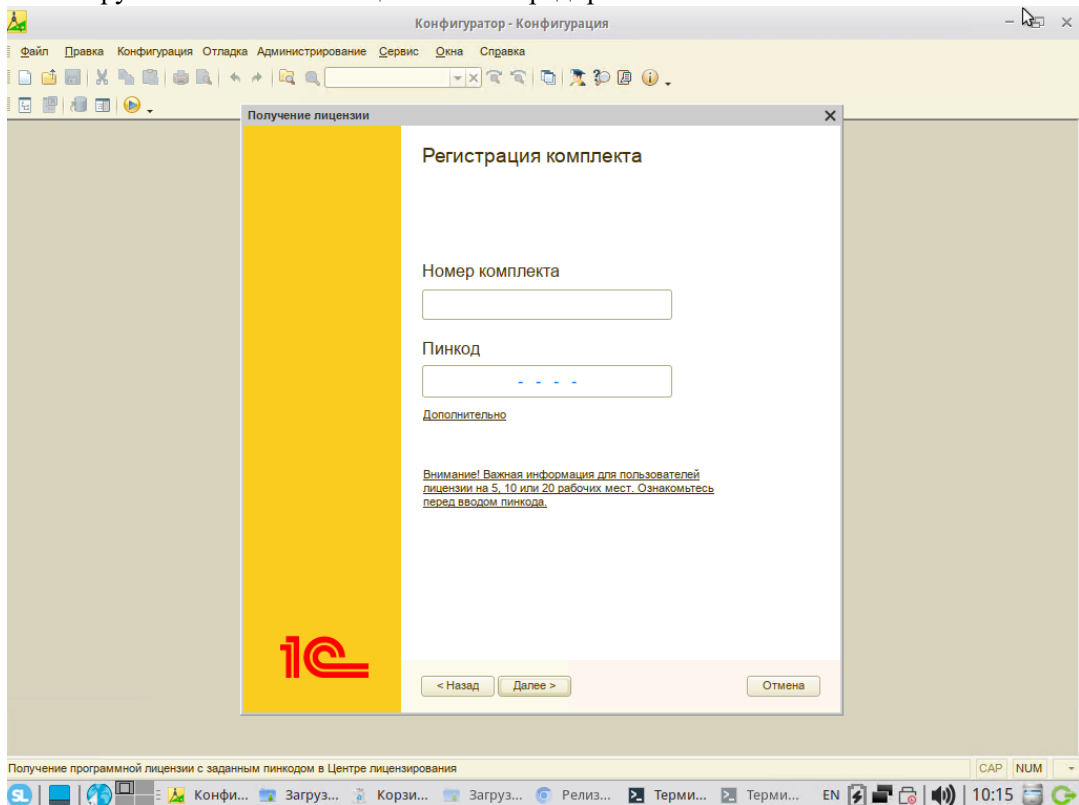 Конфигуратор - Конфигурация
Файл Правка Конфигурация Отладка Администрирование Сервис Окна Справка
Получение лицензии
Регистрация комплекта
Номер комплекта
Пинкод
- - - -
Дополнительно
Внимание! Важная информация для пользователей
лицензии на 5, 10 или 20 рабочих мест. Ознакомьтесь
перед вводом пинкода.
1С
< Назад Далее > Отмена
Получение программной лицензии с заданным пинкодом в Центре лицензирования CAP NUM
SL Конфи... Загруз... Корзи... Загруз... Релиз... Терми... Терми... EN 10:15